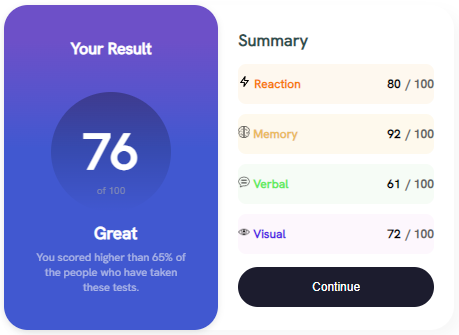 Your Result
76
of 100
Great
You scored higher than 65% of
the people who have taken
these tests.
Summary
Reaction 80 / 100
Memory 92 / 100
Verbal 61 / 100
Visual 72 / 100
Continue